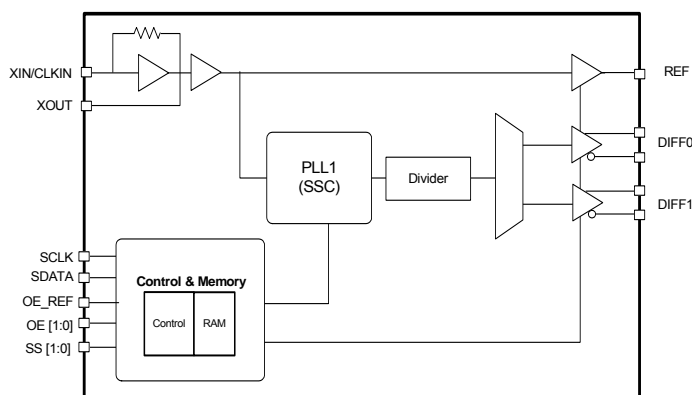 XIN/CLKIN
XOUT
REF
DIFF0
DIFF1
PLL1
(SSC)
Divider
SCLK
SDATA
OE_REF
OE [1:0]
SS [1:0]
Control & Memory
Control
RAM